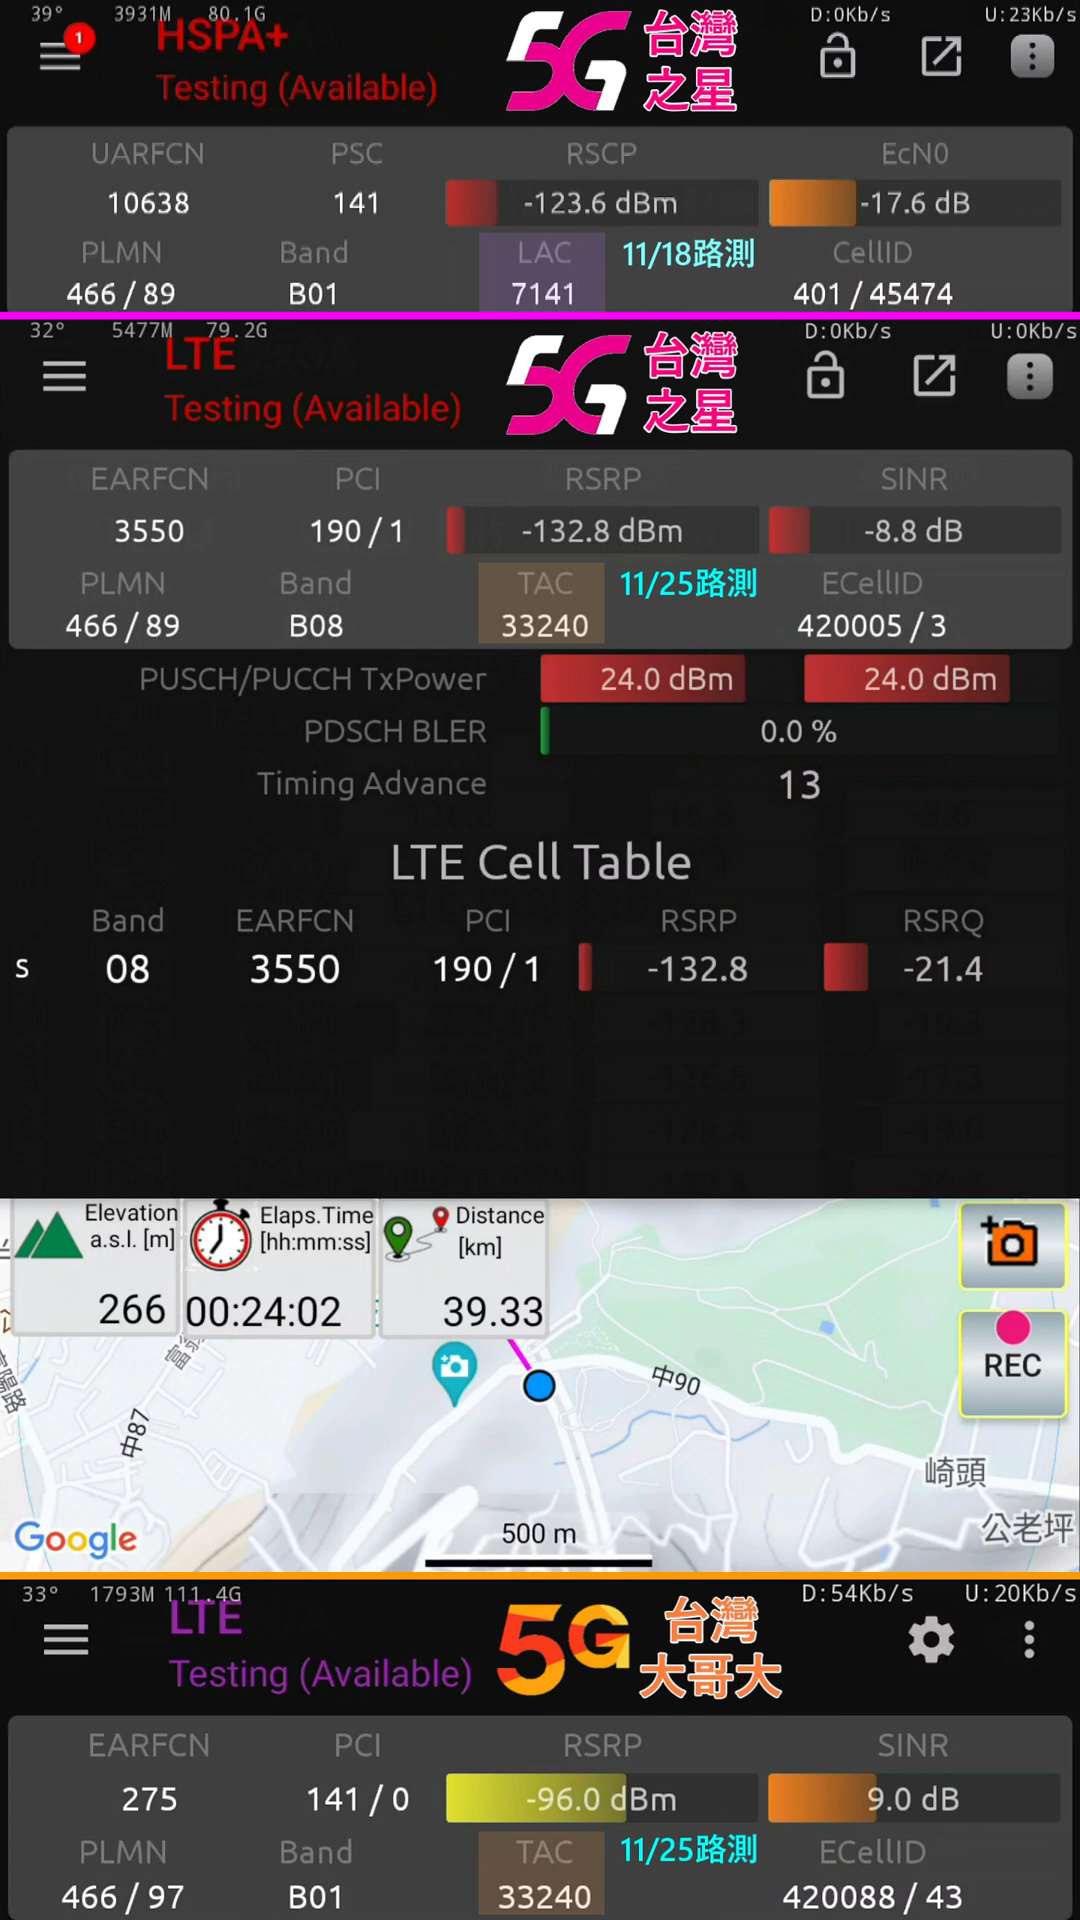 39° 3931M 80.1G D:0Kb/s U:23Kb/s
1
HSPA+
Testing (Available)
5G 台灣之星
UARFCN PSC RSCP EcN0
10638 141 -123.6 dBm -17.6 dB
PLMN Band LAC 11/18路測 CellID
466 / 89 B01 7141 401 / 45474
32° 5477M 79.2G D:0Kb/s U:0Kb/s
LTE
Testing (Available)
5G 台灣之星
EARFCN PCI RSRP SINR
3550 190 / 1 -132.8 dBm -8.8 dB
PLMN Band TAC 11/25路測 ECellID
466 / 89 B08 33240 420005 / 3
PUSCH/PUCCH TxPower 24.0 dBm 24.0 dBm
PDSCH BLER 0.0 %
Timing Advance 13
LTE Cell Table
Band EARFCN PCI RSRP RSRQ
S 08 3550 190 / 1 -132.8 -21.4
Elevation a.s.l. [m] 266
Elaps.Time [hh:mm:ss] 00:24:02
Distance [km] 39.33
REC
中90
中87
崎頭
公老坪
Google
500 m
33° 1793M 111.4G D:54Kb/s U:20Kb/s
LTE
Testing (Available)
5G 台灣大哥大
EARFCN PCI RSRP SINR
275 141 / 0 -96.0 dBm 9.0 dB
PLMN Band TAC 11/25路測 ECellID
466 / 97 B01 33240 420088 / 43